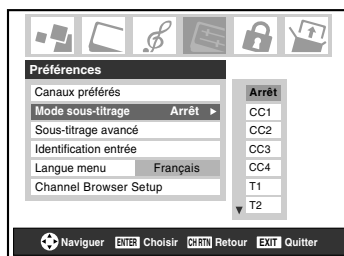 Préférences
Canaux préférés
Mode sous-titrage Arrêt
Sous-titrage avancé
Identification entrée
Langue menu Français
Channel Browser Setup
Arrêt
CC1
CC2
CC3
CC4
T1
T2
Naviguer ENTER Choisir CH RTN Retour EXIT Quitter